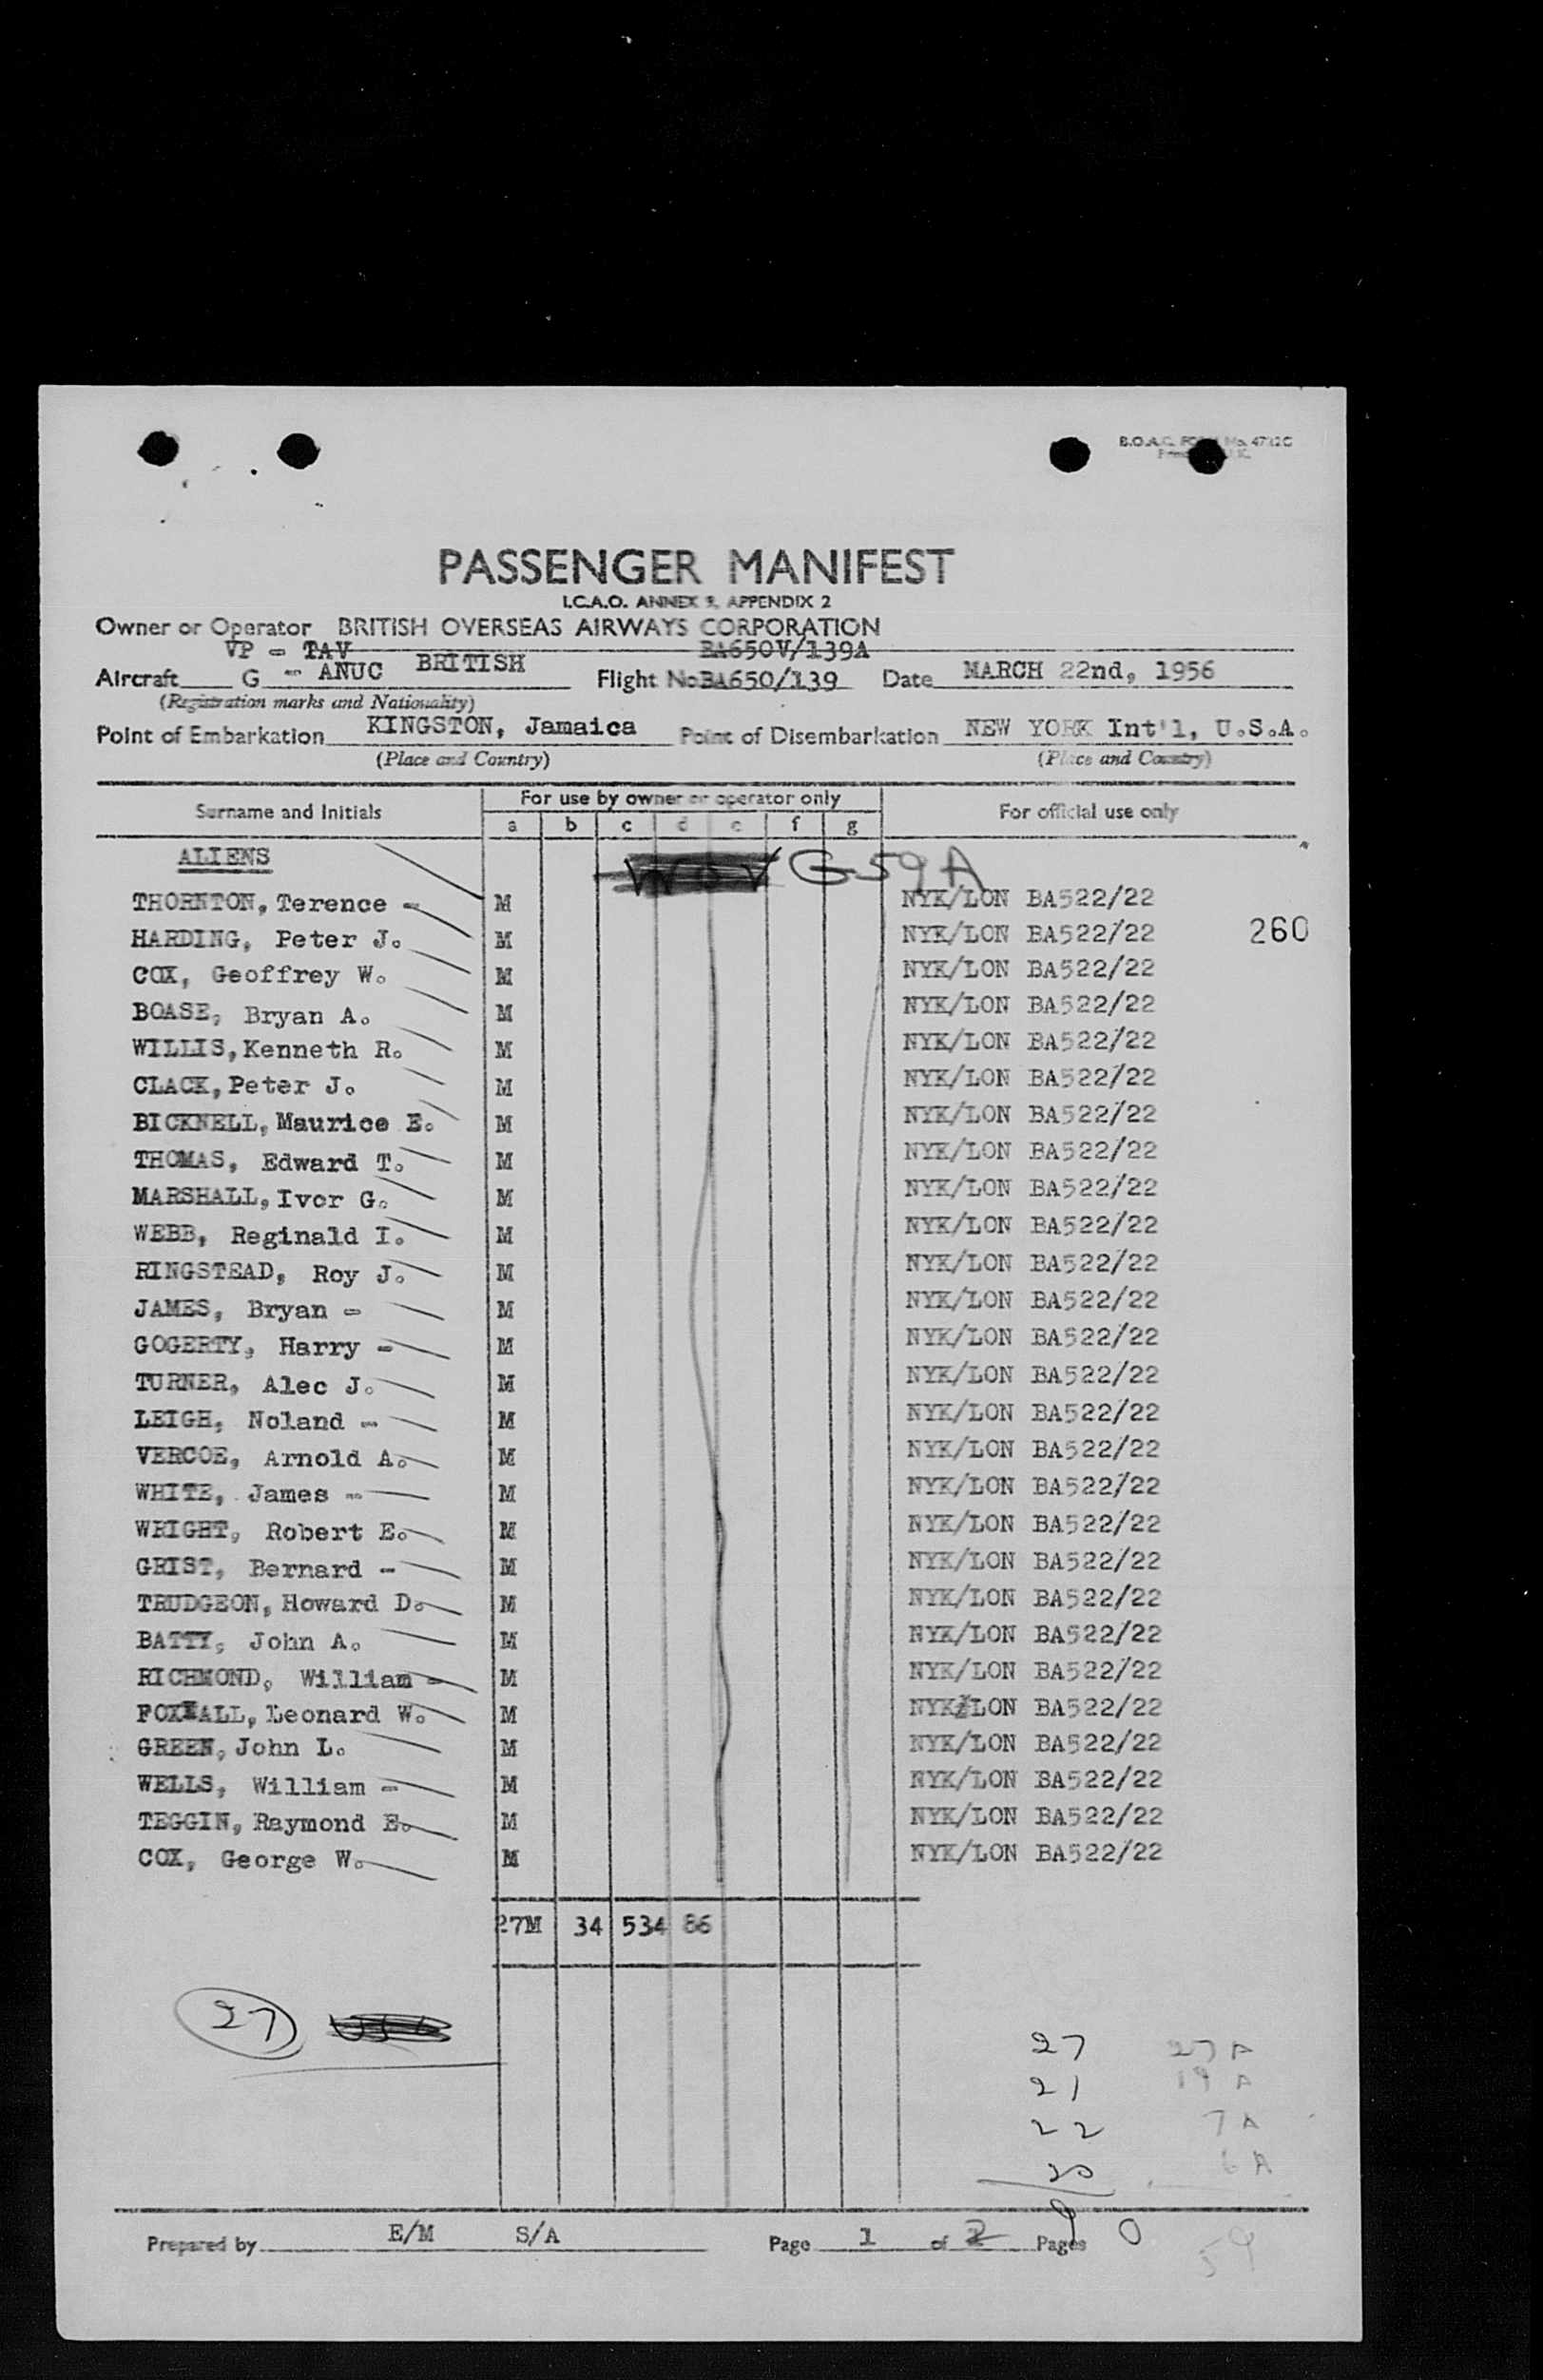 B.O.A.C. FORM No. 4712C
PASSENGER MANIFEST
I.C.A.O. ANNEX 9, APPENDIX 2
Owner or Operator BRITISH OVERSEAS AIRWAYS CORPORATION
VP - TAV BA650V/139A
Aircraft G - ANUC BRITISH Flight No BA650/139 Date MARCH 22nd, 1956
(Registration marks and Nationality)
Point of Embarkation KINGSTON, Jamaica Point of Disembarkation NEW YORK Int'l, U.S.A.
(Place and Country) (Place and Country)
Surname and Initials For use by owner or operator only For official use only
a b c d e f g
ALIENS G-59A
THORNTON, Terence - M NYK/LON BA522/22
HARDING, Peter J. M NYK/LON BA522/22 260
COX, Geoffrey W. M NYK/LON BA522/22
BOASE, Bryan A. M NYK/LON BA522/22
WILLIS, Kenneth R. M NYK/LON BA522/22
CLACK, Peter J. M NYK/LON BA522/22
BICKNELL, Maurice E. M NYK/LON BA522/22
THOMAS, Edward T. M NYK/LON BA522/22
MARSHALL, Ivor G. M NYK/LON BA522/22
WEBB, Reginald I. M NYK/LON BA522/22
RINGSTEAD, Roy J. M NYK/LON BA522/22
JAMES, Bryan - M NYK/LON BA522/22
GOGERTY, Harry - M NYK/LON BA522/22
TURNER, Alec J. M NYK/LON BA522/22
LEIGH, Noland - M NYK/LON BA522/22
VERCOE, Arnold A. M NYK/LON BA522/22
WHITE, James - M NYK/LON BA522/22
WRIGHT, Robert E. M NYK/LON BA522/22
GRIST, Bernard - M NYK/LON BA522/22
TRUDGEON, Howard D. M NYK/LON BA522/22
BATTY, John A. M NYK/LON BA522/22
RICHMOND, William - M NYK/LON BA522/22
FOXHALL, Leonard W. M NYK/LON BA522/22
GREEN, John L. M NYK/LON BA522/22
WELLS, William - M NYK/LON BA522/22
TEGGIN, Raymond E. M NYK/LON BA522/22
COX, George W. M NYK/LON BA522/22
27M 34 534 86
27
27 27 A
21 19 A
22 7 A
20 6 A
90 59
Prepared by E/M S/A Page 1 of 2 Pages